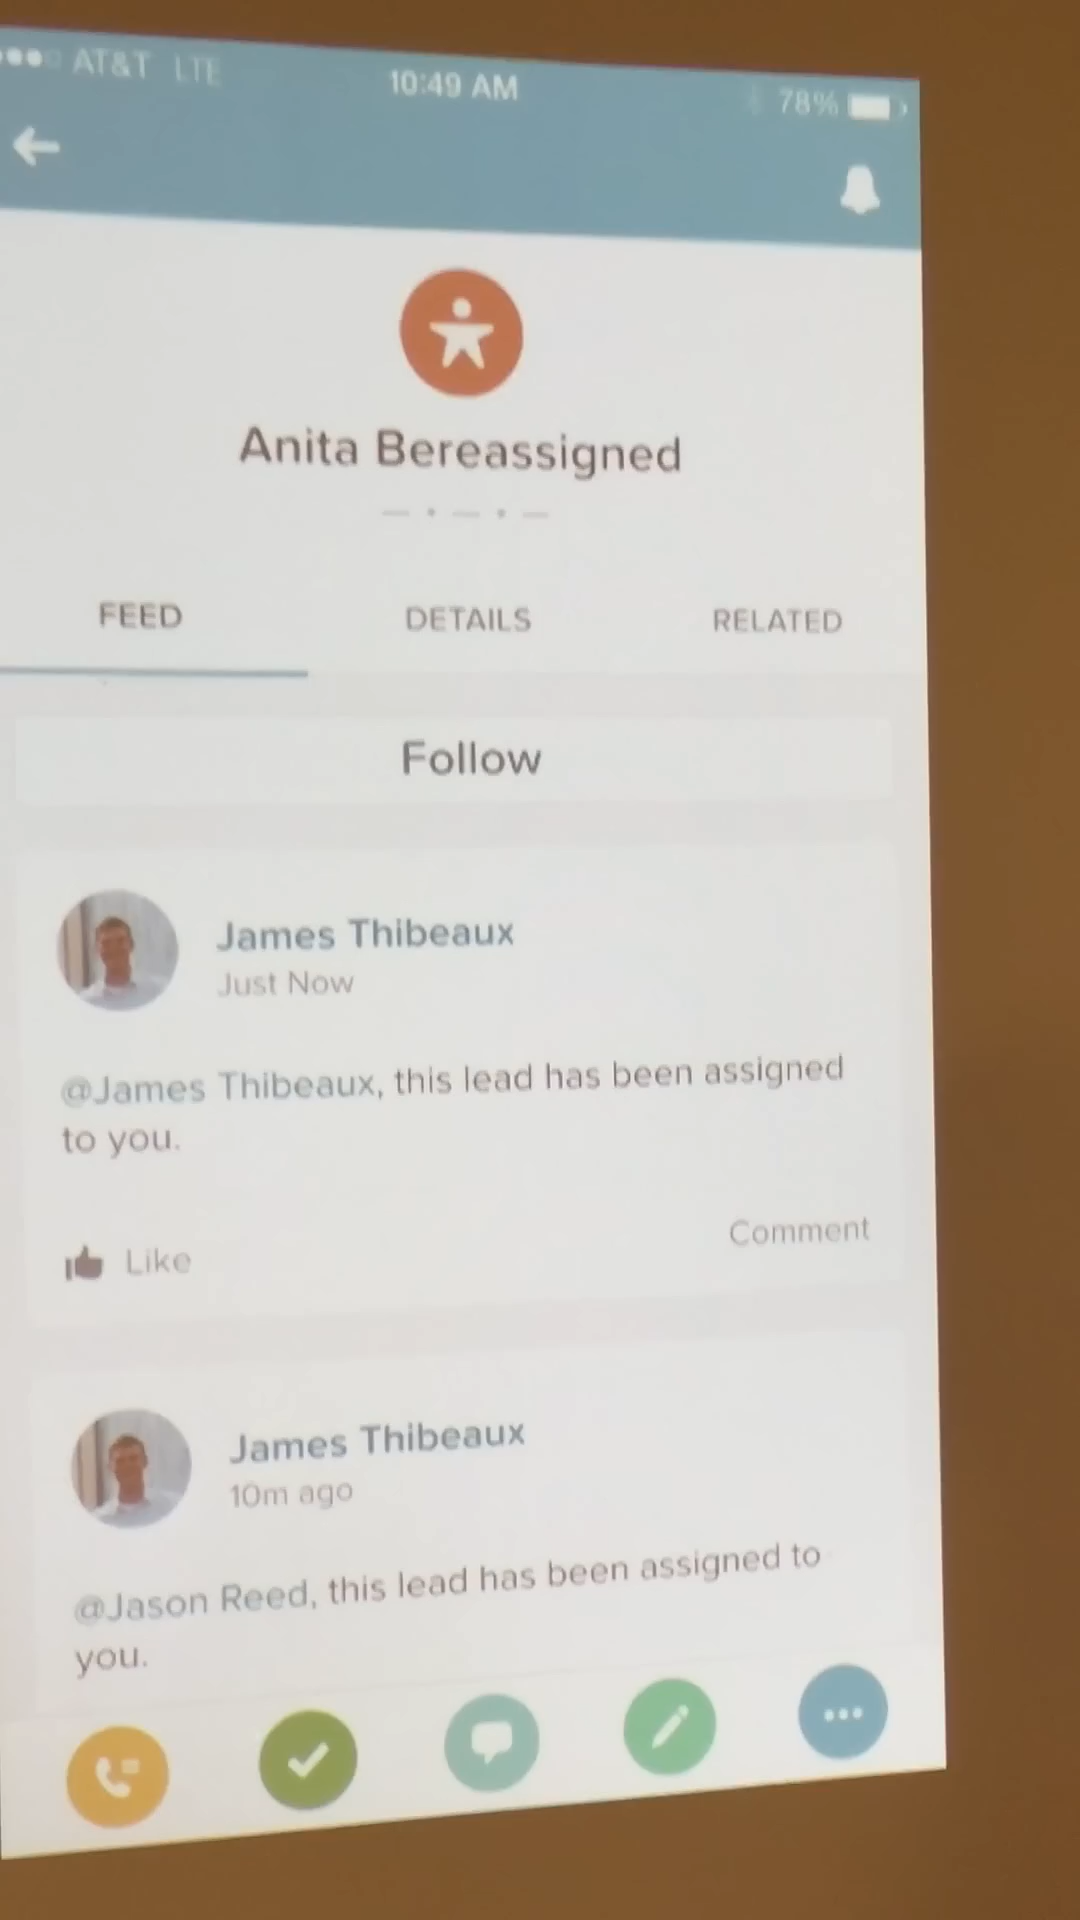 AT&T LTE
10:49 AM
78%
Anita Bereassigned
FEED
DETAILS
RELATED
Follow
James Thibeaux
Just Now
@James Thibeaux, this lead has been assigned
to you.
Like
Comment
James Thibeaux
10m ago
@Jason Reed, this lead has been assigned to
you.